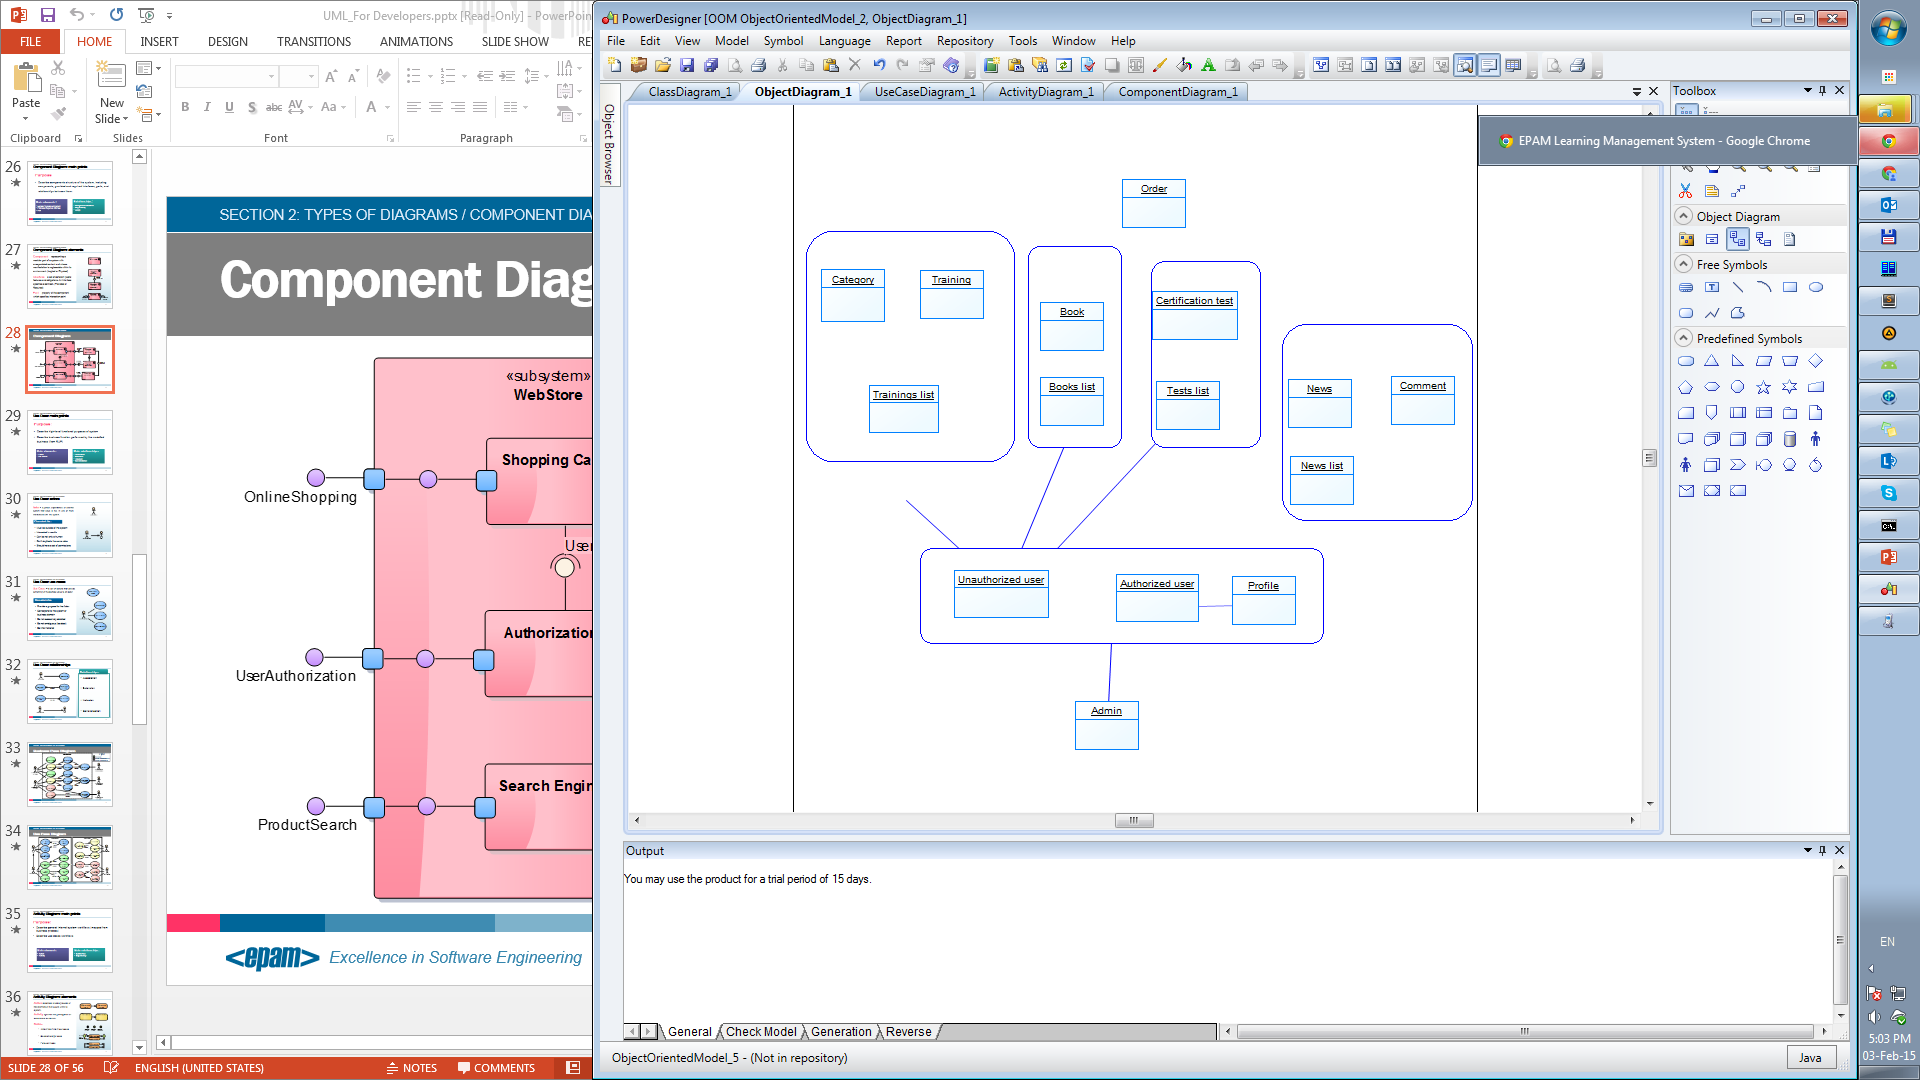 UML_For Developers.pptx [Read-Only] - PowerPoin
FILE
HOME
INSERT
DESIGN
TRANSITIONS
ANIMATIONS
SLIDE SHOW
RE
Paste
New
Slide
Clipboard
Slides
Font
Paragraph
B I U S abc AV Aa A
26
27
28
29
30
31
32
33
34
35
36
SECTION 2: TYPES OF DIAGRAMS / COMPONENT DIA
Component Diag
«subsystem»
WebStore
Shopping Ca
OnlineShopping
User
Authorization
UserAuthorization
Search Engin
ProductSearch
<epam> Excellence in Software Engineering
SLIDE 28 OF 56
ENGLISH (UNITED STATES)
NOTES
COMMENTS
PowerDesigner [OOM ObjectOrientedModel_2, ObjectDiagram_1]
File Edit View Model Symbol Language Report Repository Tools Window Help
ClassDiagram_1
ObjectDiagram_1
UseCaseDiagram_1
ActivityDiagram_1
ComponentDiagram_1
Object Browser
Order
Category
Training
Trainings list
Book
Books list
Certification test
Tests list
News
Comment
News list
Unauthorized user
Authorized user
Profile
Admin
Toolbox
EPAM Learning Management System - Google Chrome
Object Diagram
Free Symbols
Predefined Symbols
Output
You may use the product for a trial period of 15 days.
General
Check Model
Generation
Reverse
ObjectOrientedModel_5 - (Not in repository)
Java
EN
5:03 PM
03-Feb-15